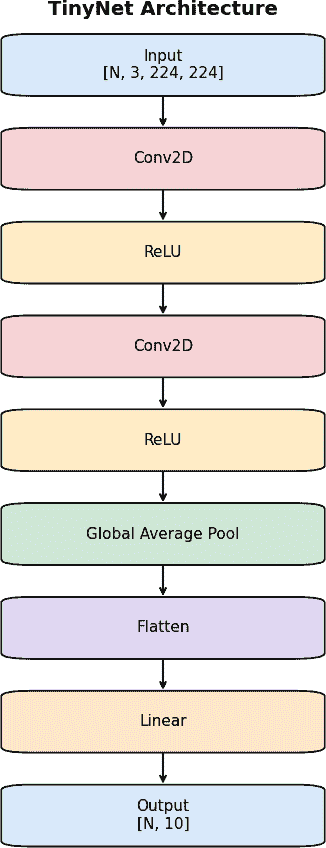 TinyNet Architecture
Input
[N, 3, 224, 224]
Conv2D
ReLU
Conv2D
ReLU
Global Average Pool
Flatten
Linear
Output
[N, 10]